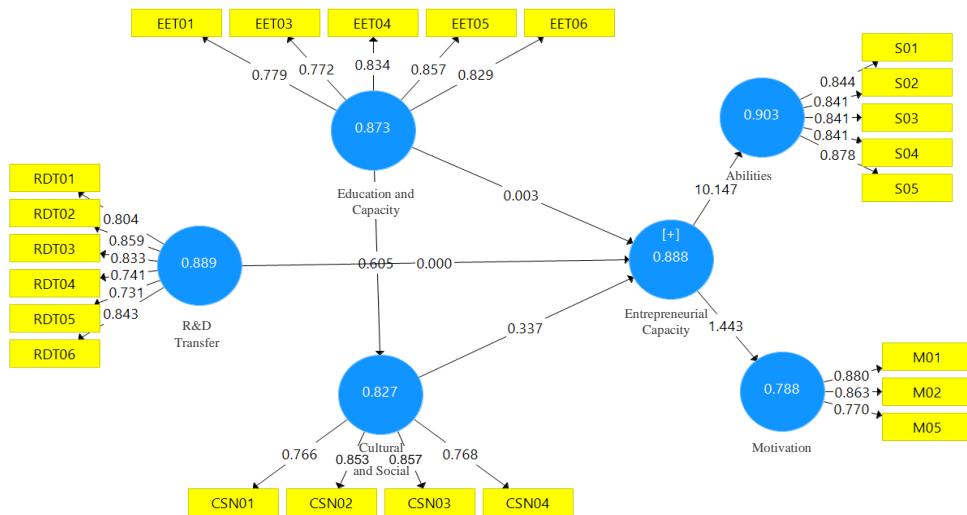 EET01
EET03
EET04
EET05
EET06
0.779
0.772
0.834
0.857
0.829
0.873
Education and
Capacity
S01
S02
S03
S04
S05
0.844
0.841
0.841
0.841
0.878
0.903
Abilities
RDT01
RDT02
RDT03
RDT04
RDT05
RDT06
0.804
0.859
0.833
0.741
0.731
0.843
0.889
R&D
Transfer
0.003
10.147
0.605
0.000
[+]
0.888
Entrepreneurial
Capacity
0.337
1.443
0.827
Cultural
and Social
0.766
0.853
0.857
0.768
CSN01
CSN02
CSN03
CSN04
0.788
Motivation
0.880
0.863
0.770
M01
M02
M05